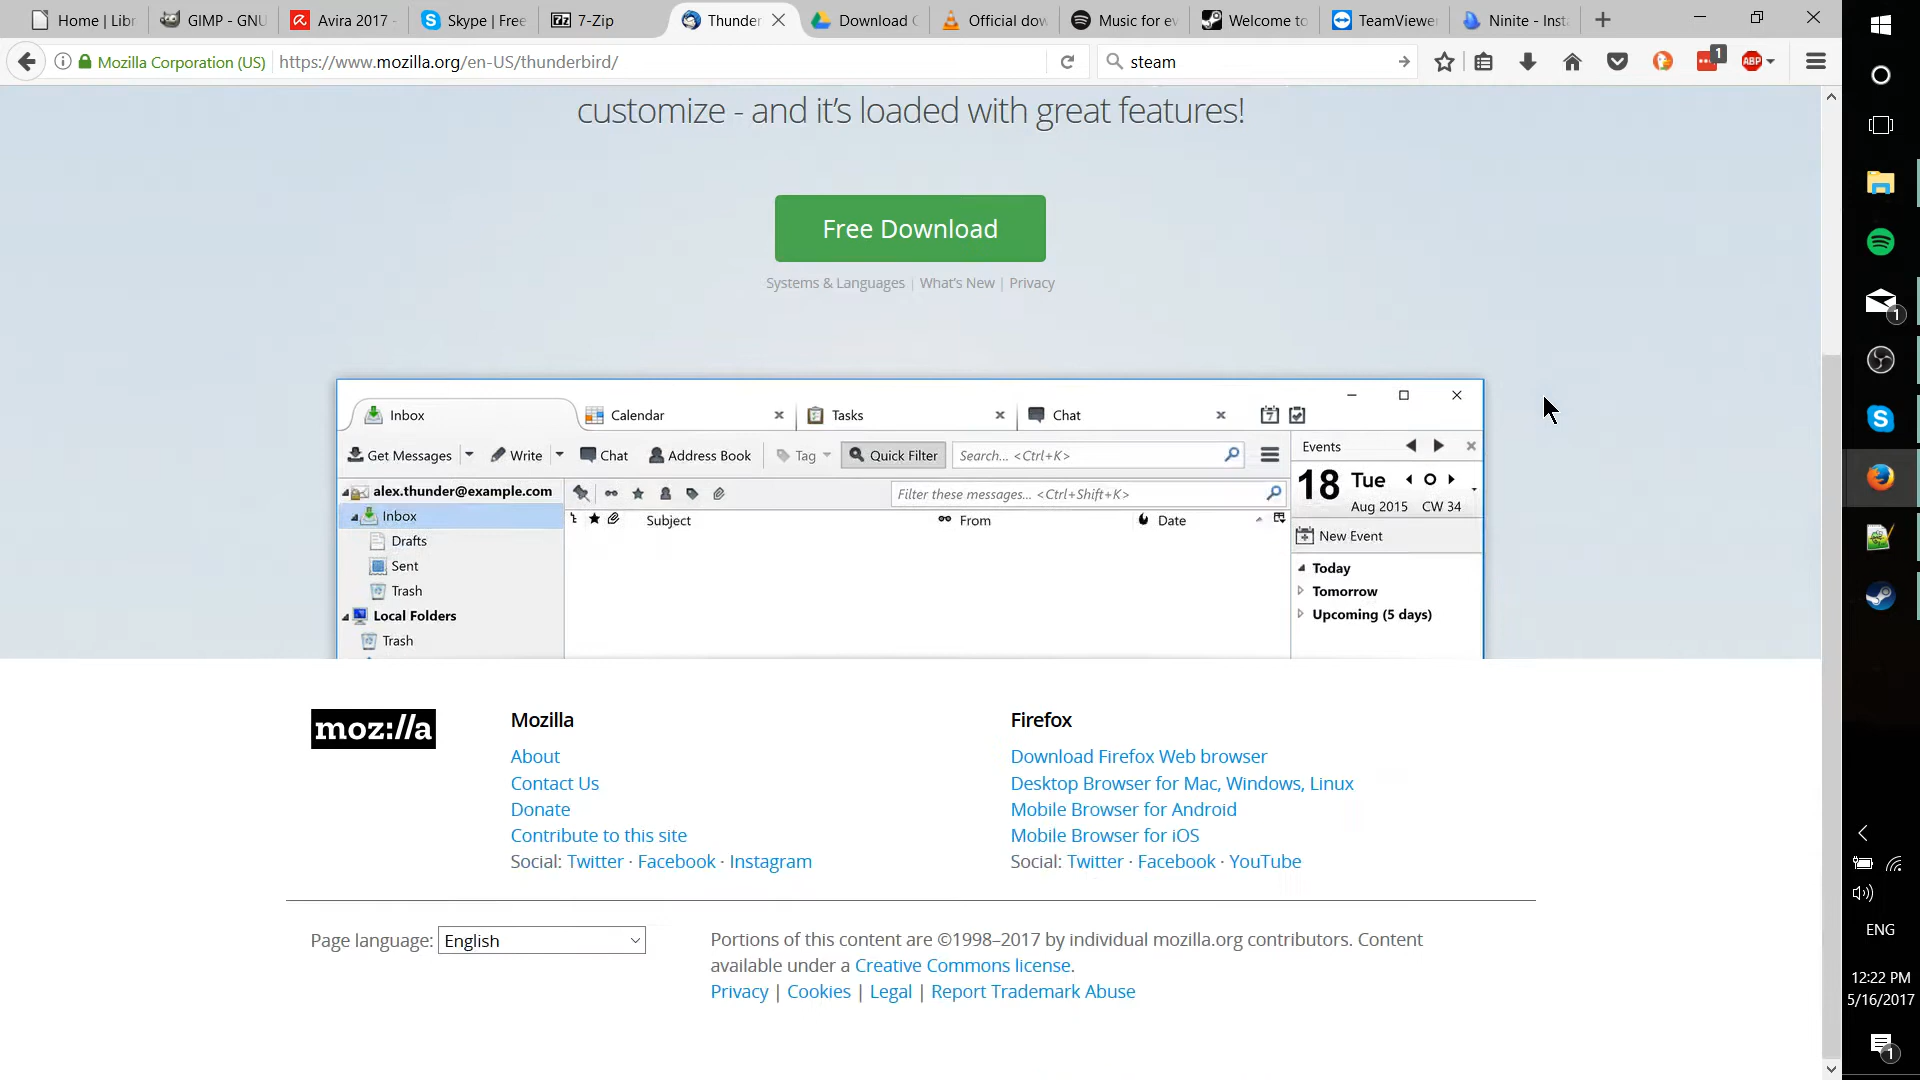 Home | Libr
GIMP - GNU
Avira 2017 -
Skype | Free
7-Zip
Thunder
Download G
Official dow
Music for ev
Welcome to
TeamViewer
Ninite - Inst
Mozilla Corporation (US)
https://www.mozilla.org/en-US/thunderbird/
steam
1
ABP
customize - and it's loaded with great features!
Free Download
Systems & Languages | What's New | Privacy
Inbox
Calendar
Tasks
Chat
Get Messages
Write
Chat
Address Book
Tag
Quick Filter
Search... <Ctrl+K>
Events
18 Tue
Aug 2015 CW 34
alex.thunder@example.com
Filter these messages... <Ctrl+Shift+K>
Inbox
Subject
From
Date
New Event
Drafts
Sent
Today
Trash
Tomorrow
Local Folders
Upcoming (5 days)
Trash
moz://a
Mozilla
About
Contact Us
Donate
Contribute to this site
Social: Twitter · Facebook · Instagram
Firefox
Download Firefox Web browser
Desktop Browser for Mac, Windows, Linux
Mobile Browser for Android
Mobile Browser for iOS
Social: Twitter · Facebook · YouTube
Page language: English
Portions of this content are ©1998–2017 by individual mozilla.org contributors. Content
available under a Creative Commons license.
Privacy | Cookies | Legal | Report Trademark Abuse
1
ENG
12:22 PM
5/16/2017
1